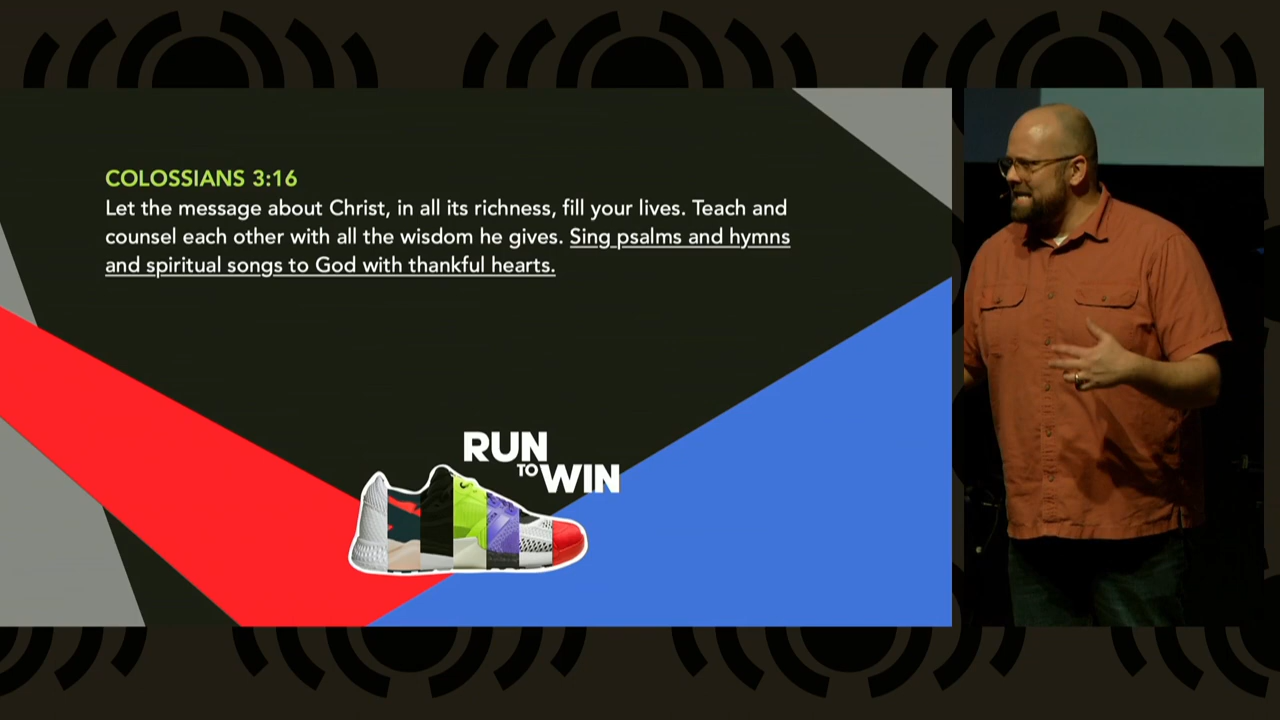 COLOSSIANS 3:16
Let the message about Christ, in all its richness, fill your lives. Teach and
counsel each other with all the wisdom he gives. Sing psalms and hymns
and spiritual songs to God with thankful hearts.
RUN
TO WIN